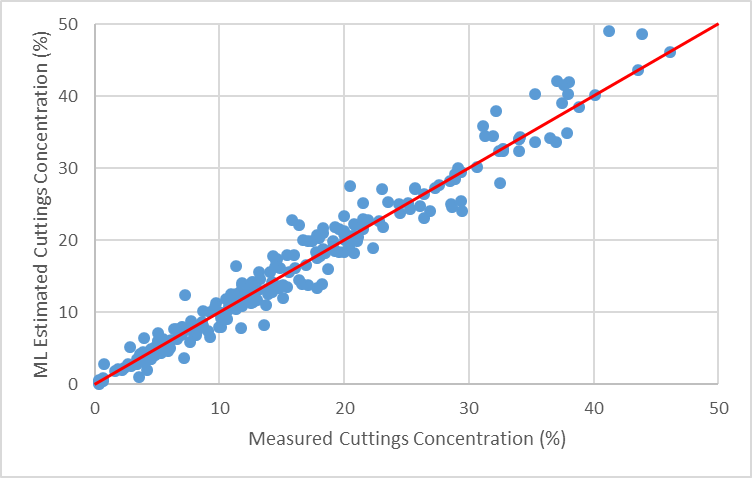 ML Estimated Cuttings Concentration (%)
50
40
30
20
10
0
0 10 20 30 40 50
Measured Cuttings Concentration (%)